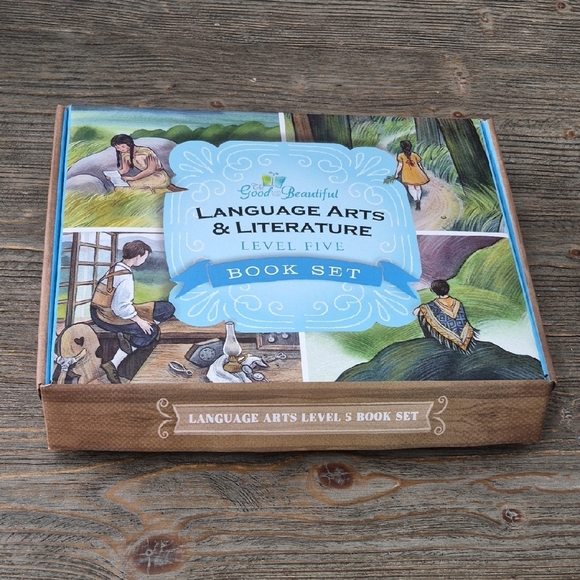 The Good and the Beautiful
LANGUAGE ARTS
& LITERATURE
LEVEL FIVE
BOOK SET
LANGUAGE ARTS LEVEL 5 BOOK SET